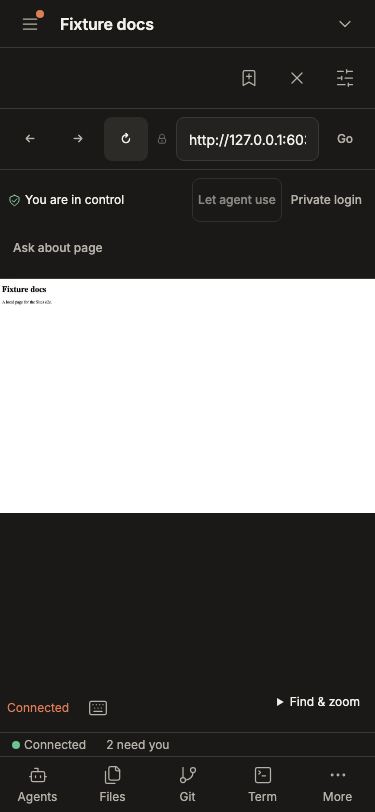 Fixture docs
http://127.0.0.1:60
Go
You are in control
Let agent use
Private login
Ask about page
Fixture docs
A local page for the
Connected
Find & zoom
Connected
2 need you
Agents
Files
Git
Term
More